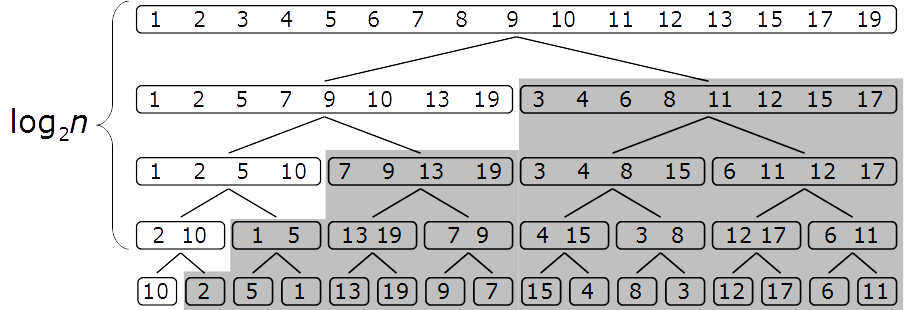 1 2 3 4 5 6 7 8 9 10 11 12 13 15 17 19
1 2 5 7 9 10 13 19 3 4 6 8 11 12 15 17
log₂n
1 2 5 10 7 9 13 19 3 4 8 15 6 11 12 17
2 10 1 5 13 19 7 9 4 15 3 8 12 17 6 11
10 2 5 1 13 19 9 7 15 4 8 3 12 17 6 11